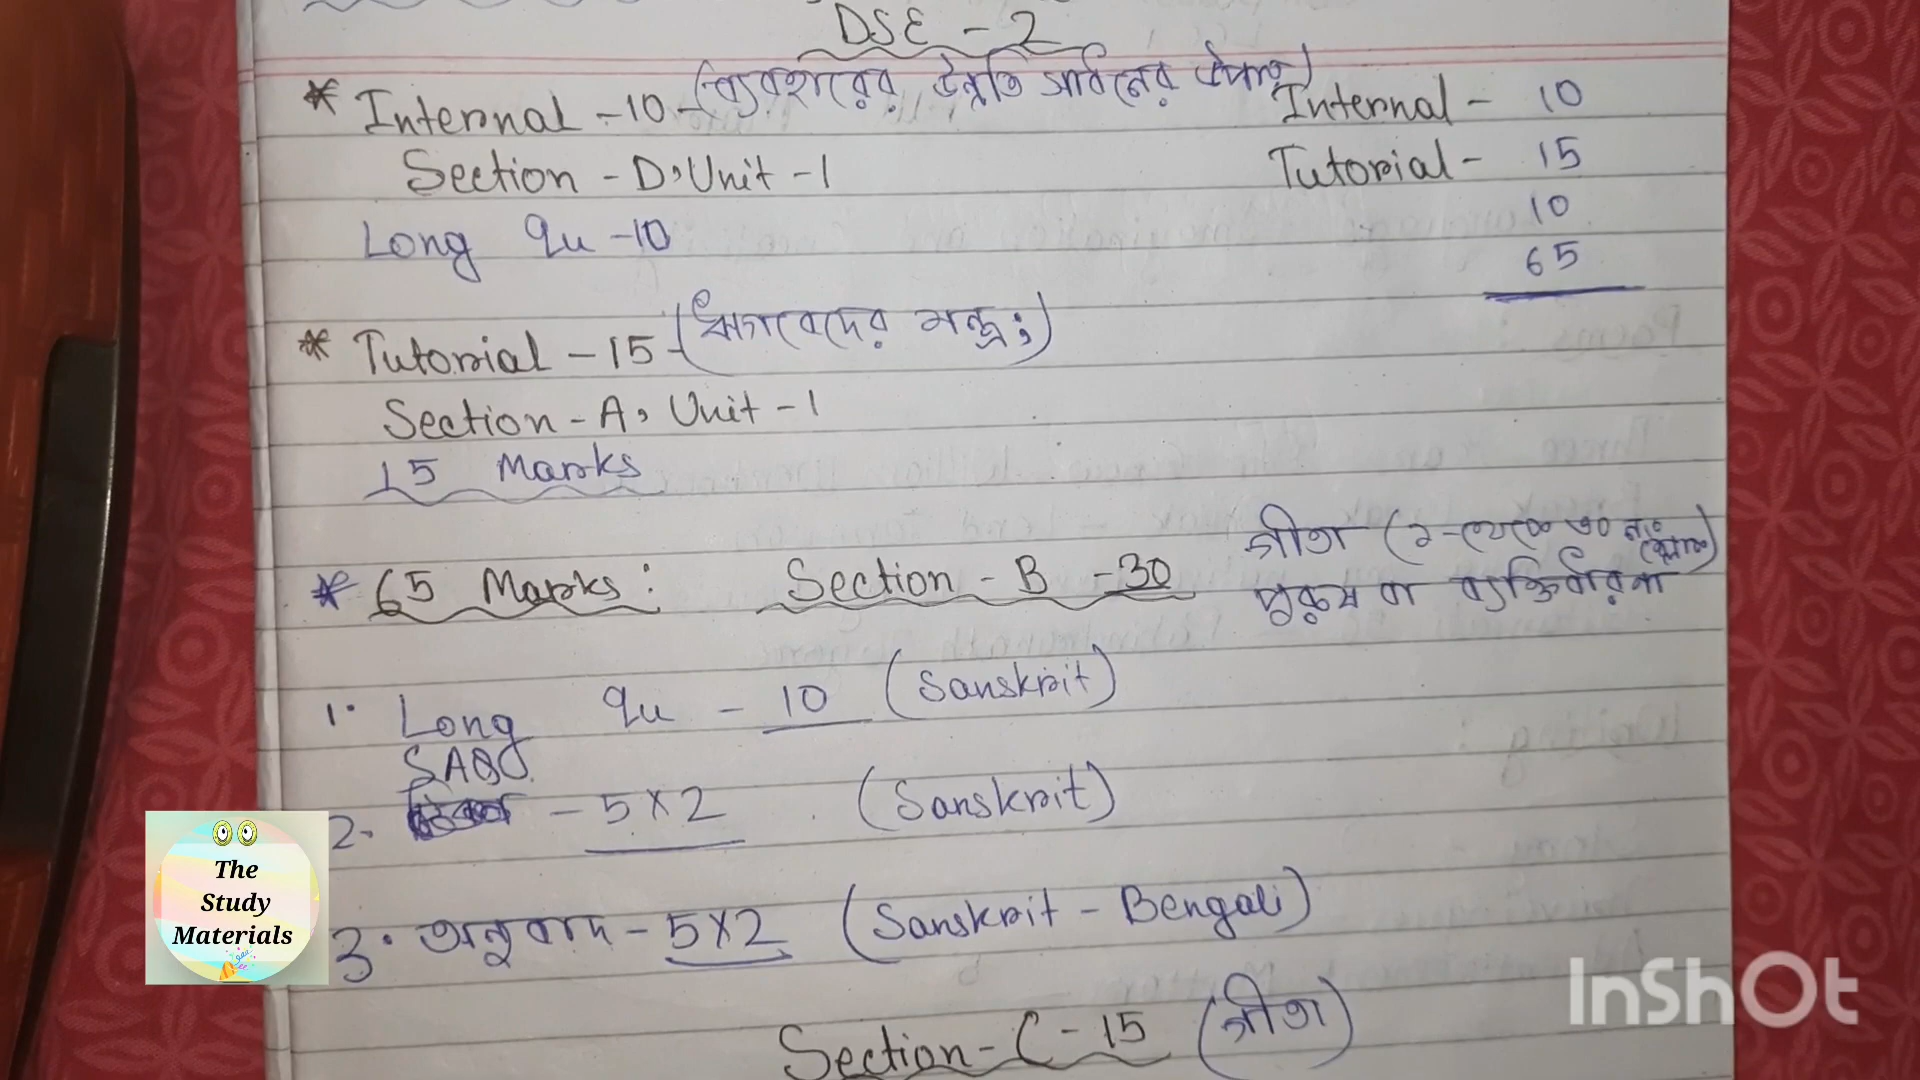 DSE - 2
* Internal - 10 - (ব্যবহারের উন্নতি সাধনের উপায়)
Internal - 10
Section - D, Unit - 1
Tutorial - 15
Long qu - 10
10
65
* Tutorial - 15 - (ঋগবেদের মন্ত্র ;)
Section - A, Unit - 1
15 Marks
* 65 Marks : Section - B - 30
গীতা (২ - থেকে ৩০ নং শ্লোক)
পুরুষ বা ব্যক্তিধারণা
1. Long qu - 10 (Sanskrit)
SAQ
2. - 5 X 2 (Sanskrit)
3. অনুবাদ - 5 X 2 (Sanskrit - Bengali)
Section - C - 15 (গীতা)
The
Study
Materials
InShOt